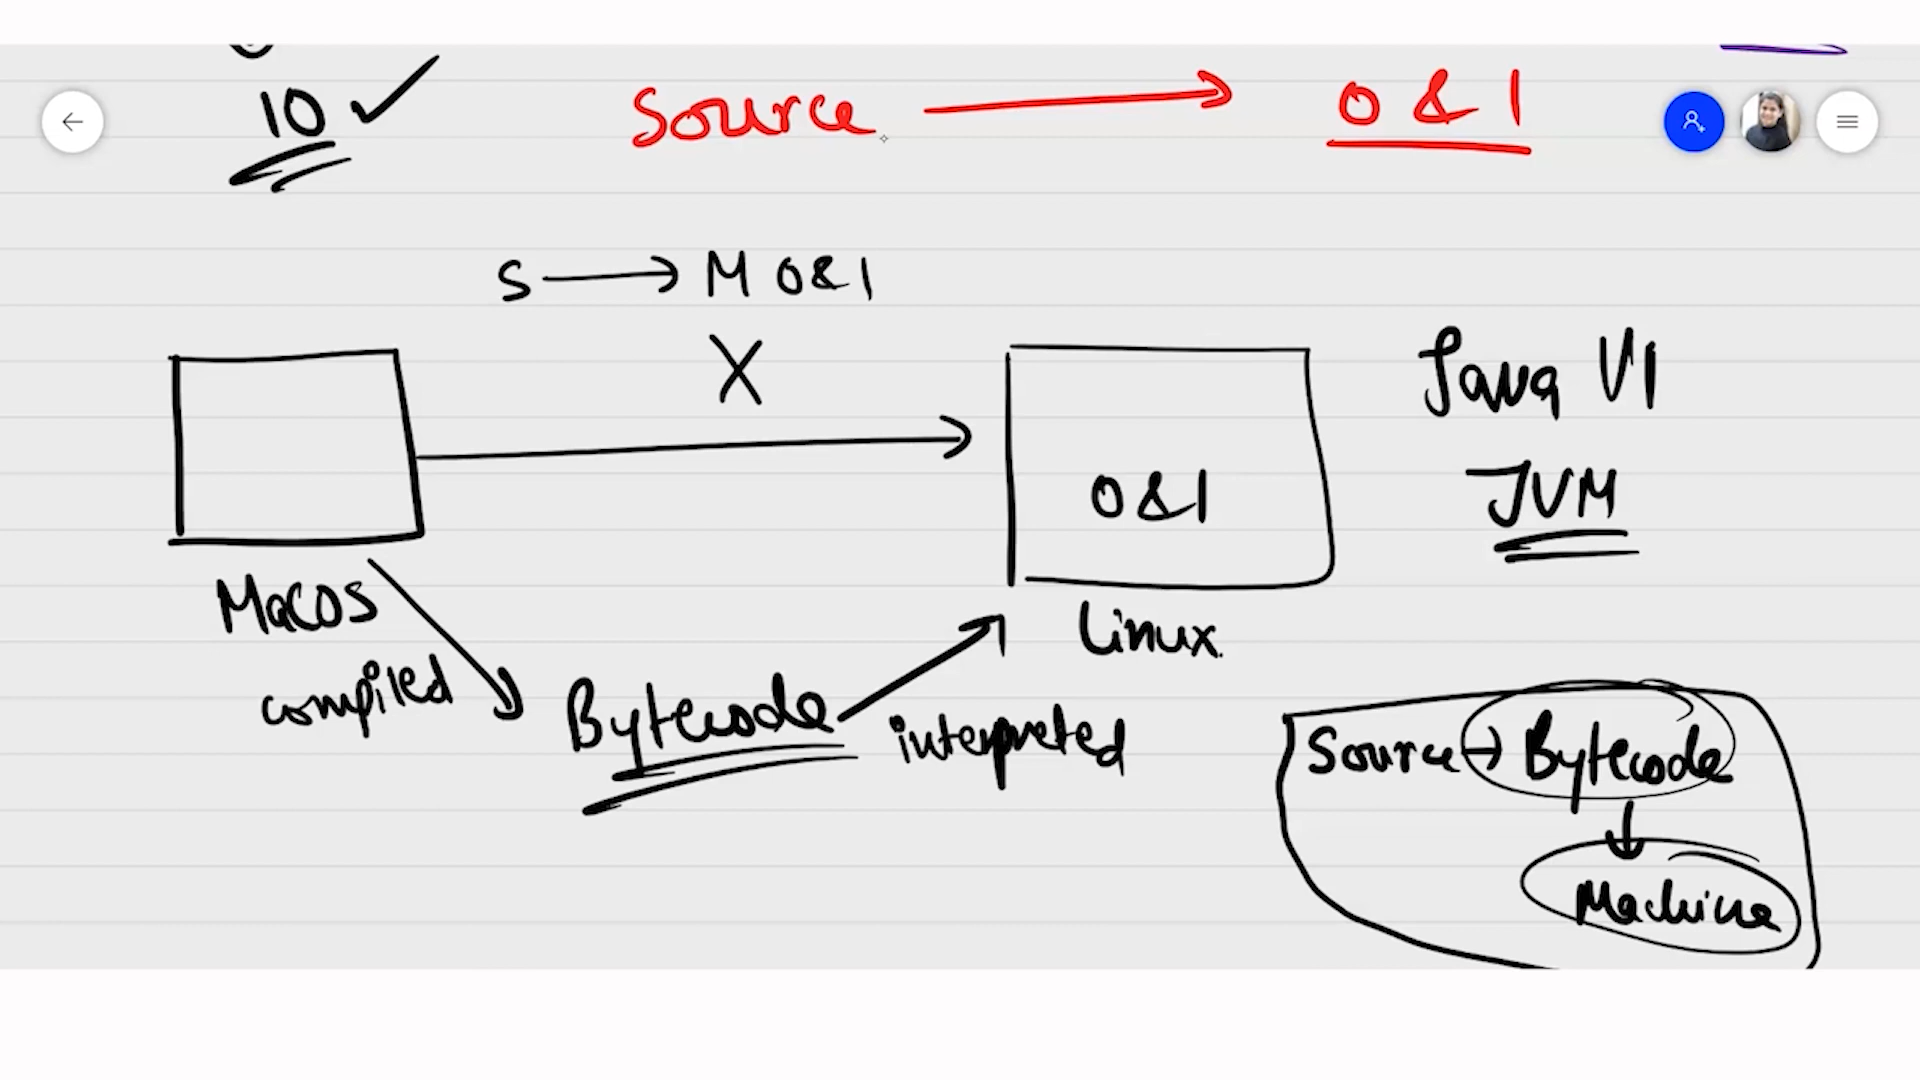 10
Source → 0 & 1
S → M 0 & 1
X
Java V1
0 & 1
JVM
MacOS
Linux
compiled
Bytecode
interpreted
Source → Bytecode
Machine